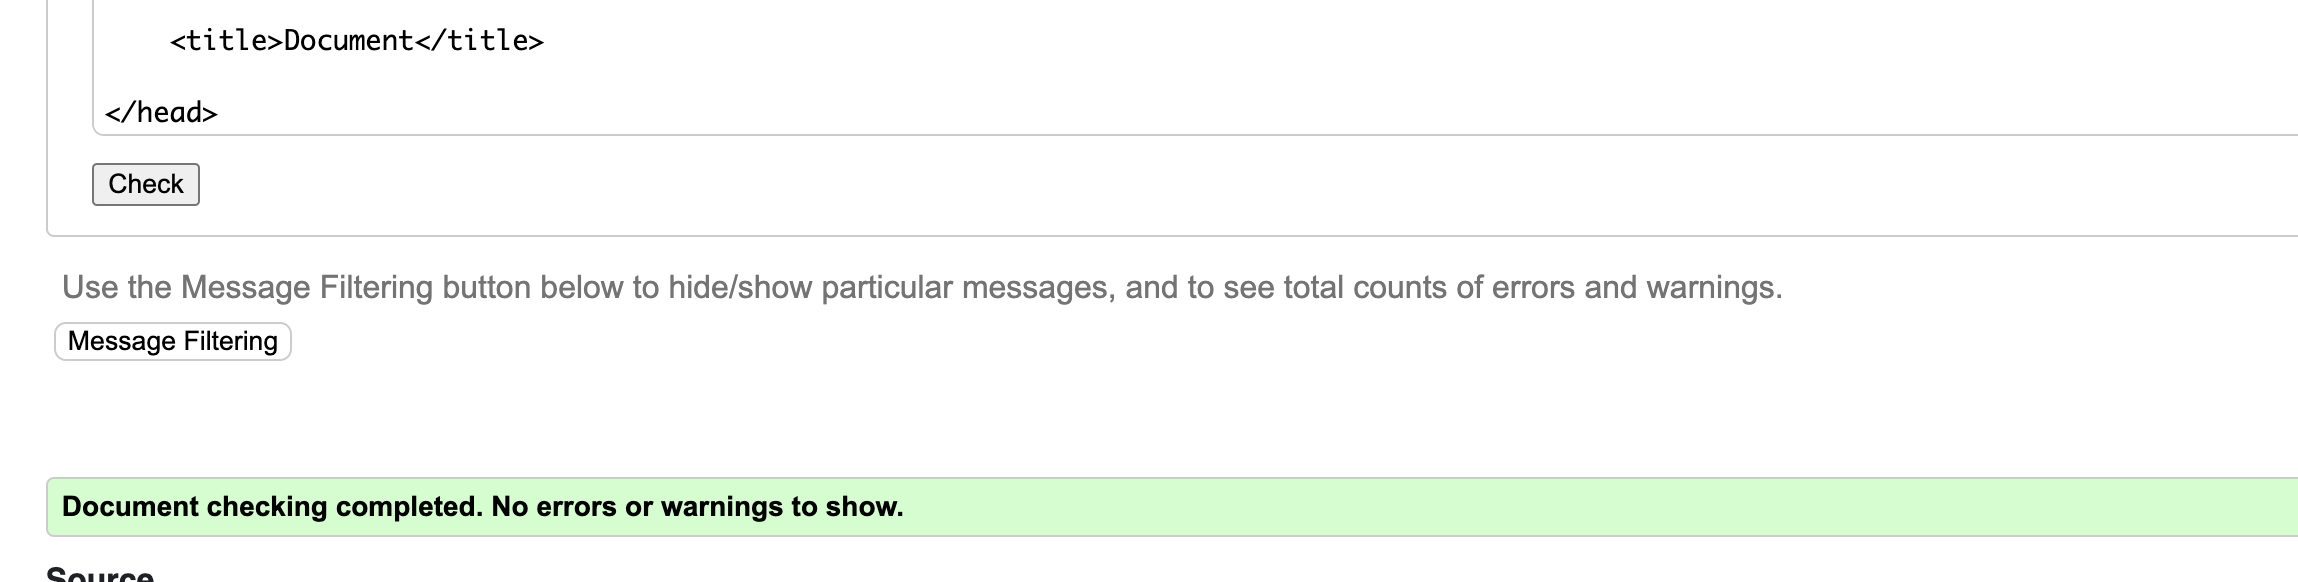 <title>Document</title>
</head>
Check
Use the Message Filtering button below to hide/show particular messages, and to see total counts of errors and warnings.
Message Filtering
Document checking completed. No errors or warnings to show.
Source